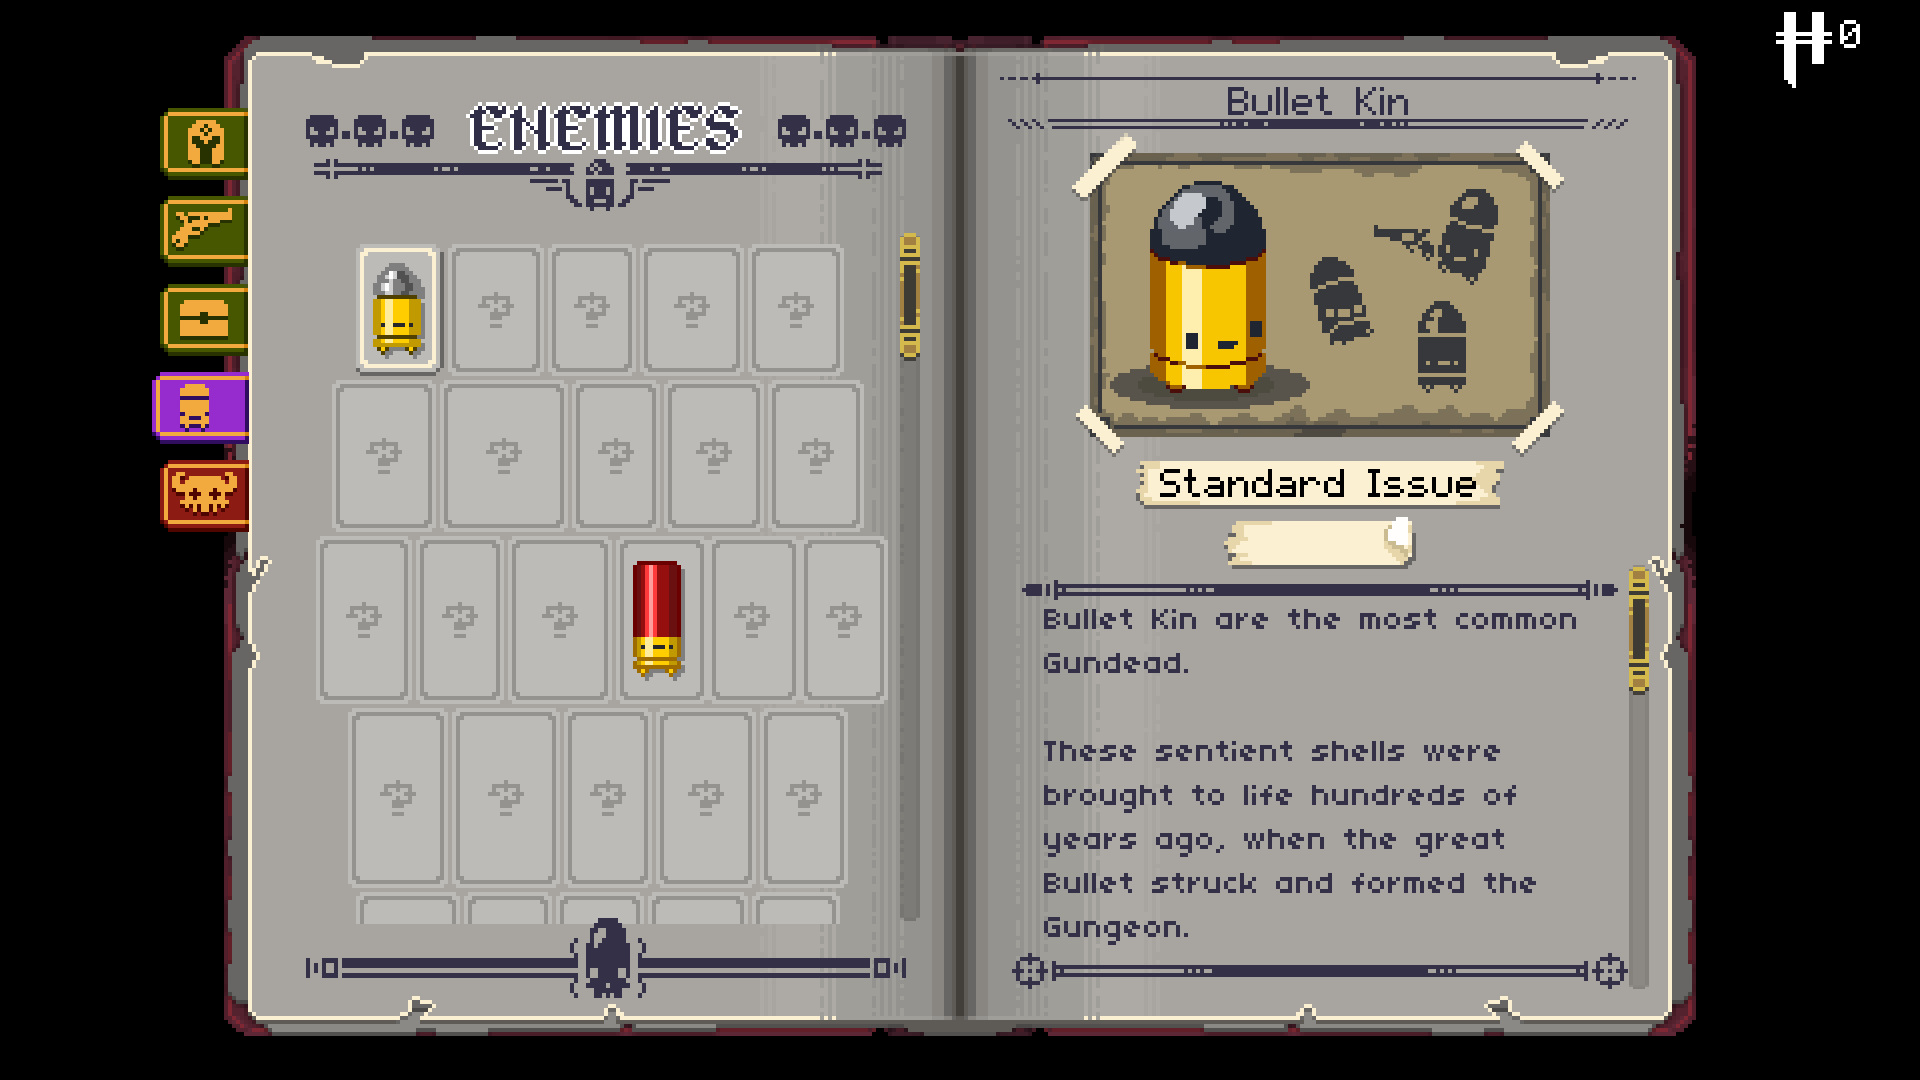 0
ENEMIES
Bullet Kin
Standard Issue
Bullet Kin are the most common
Gundead.
These sentient shells were
brought to life hundreds of
years ago, when the great
Bullet struck and formed the
Gungeon.